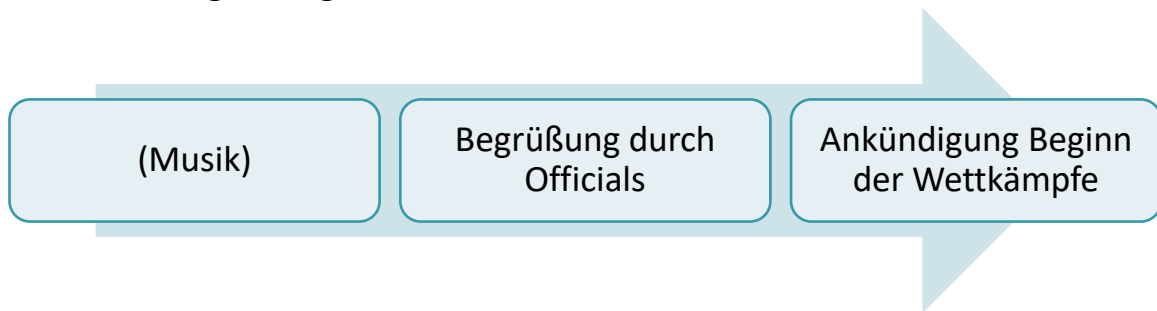 (Musik)
Begrüßung durch
Officials
Ankündigung Beginn
der Wettkämpfe